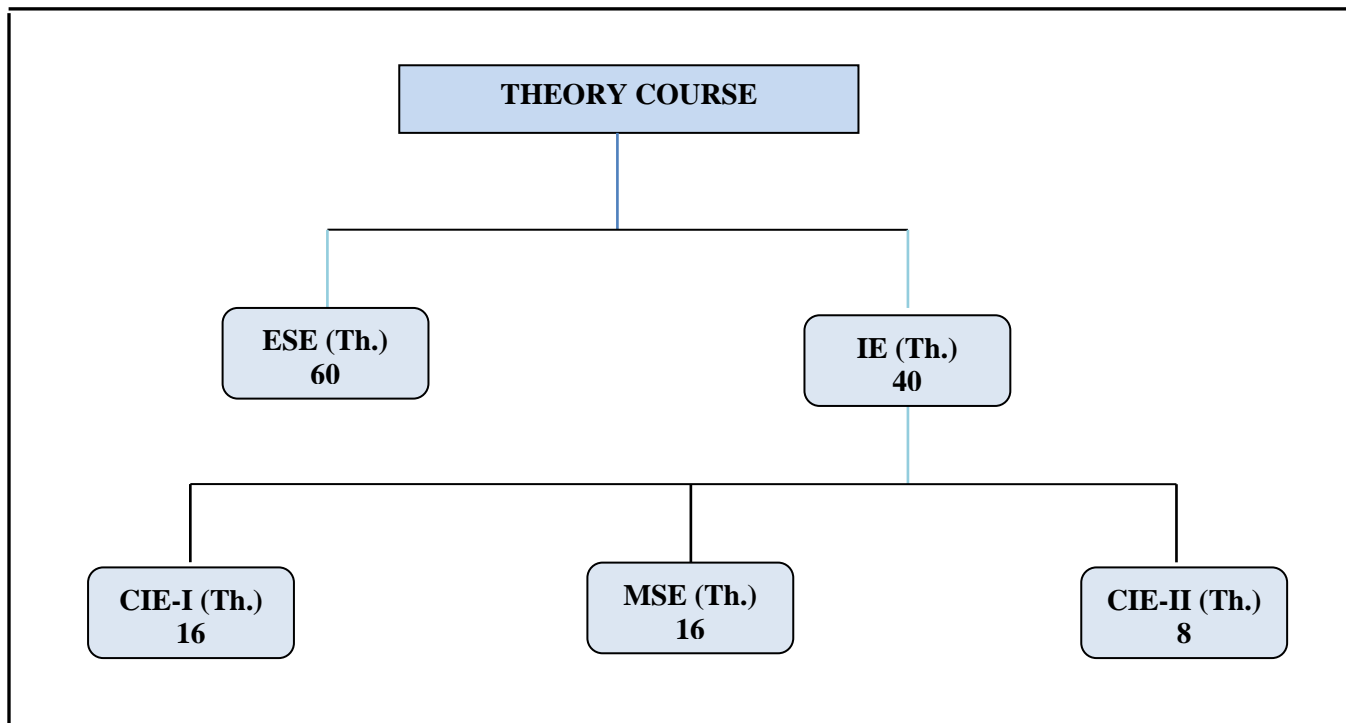 THEORY COURSE
ESE (Th.)
60
IE (Th.)
40
CIE-I (Th.)
16
MSE (Th.)
16
CIE-II (Th.)
8